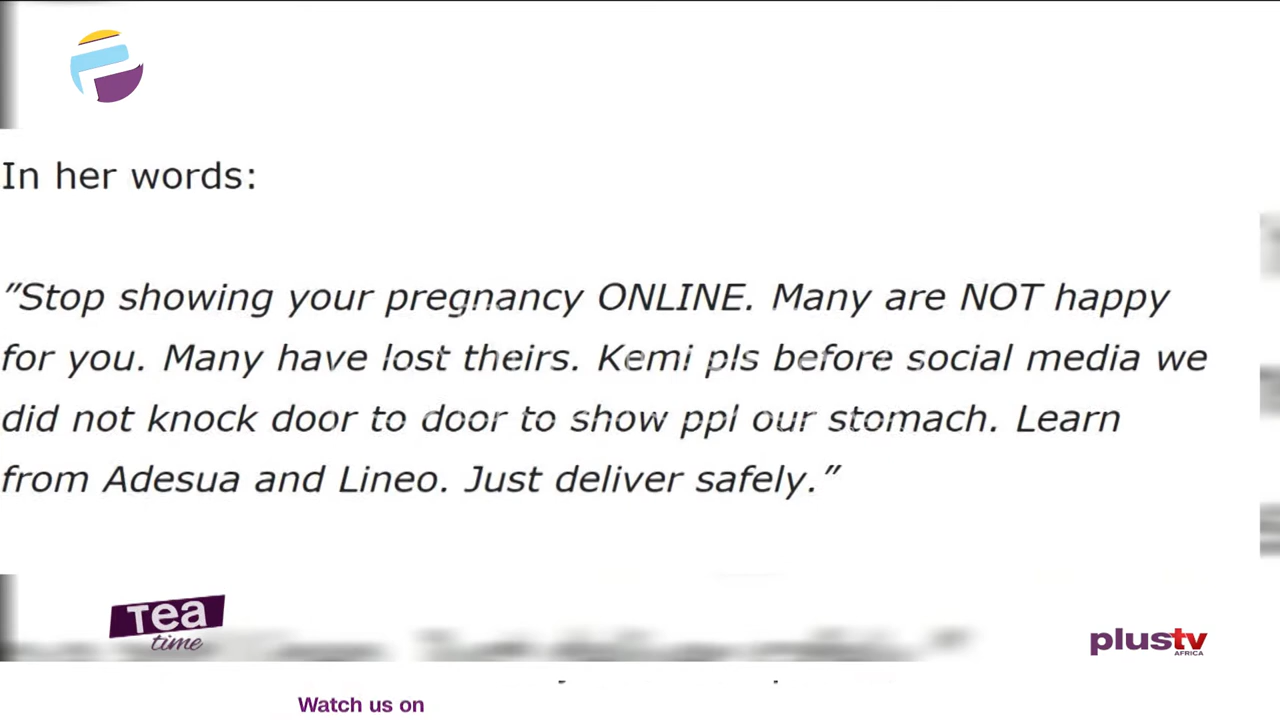 In her words:
"Stop showing your pregnancy ONLINE. Many are NOT happy
for you. Many have lost theirs. Kemi pls before social media we
did not knock door to door to show ppl our stomach. Learn
from Adesua and Lineo. Just deliver safely."
Tea
time
plustv
AFRICA
Watch us on